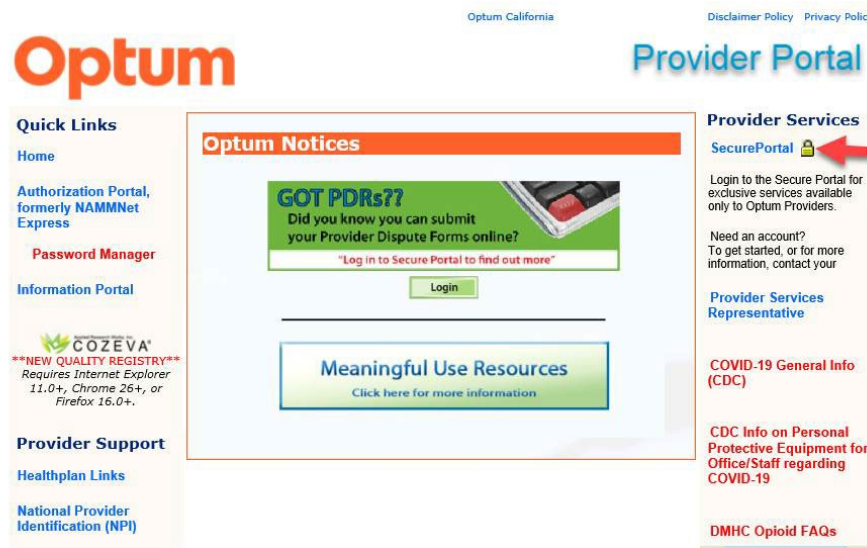 Optum California
Disclaimer Policy Privacy
Optum
Provider Portal
Quick Links
Home
Authorization Portal,
formerly NAMMNet
Express
Password Manager
Information Portal
COZEVA
**NEW QUALITY REGISTRY**
Requires Internet Explorer
11.0+, Chrome 26+, or
Firefox 16.0+.
Provider Support
Healthplan Links
National Provider
Identification (NPI)
Optum Notices
GOT PDRs??
Did you know you can submit
your Provider Dispute Forms online?
"Log in to Secure Portal to find out more"
Login
Meaningful Use Resources
Click here for more information
Provider Services
SecurePortal
Login to the Secure Portal for
exclusive services available
only to Optum Providers.
Need an account?
To get started, or for more
information, contact your
Provider Services
Representative
COVID-19 General Info
(CDC)
CDC Info on Personal
Protective Equipment for
Office/Staff regarding
COVID-19
DMHC Opioid FAQs